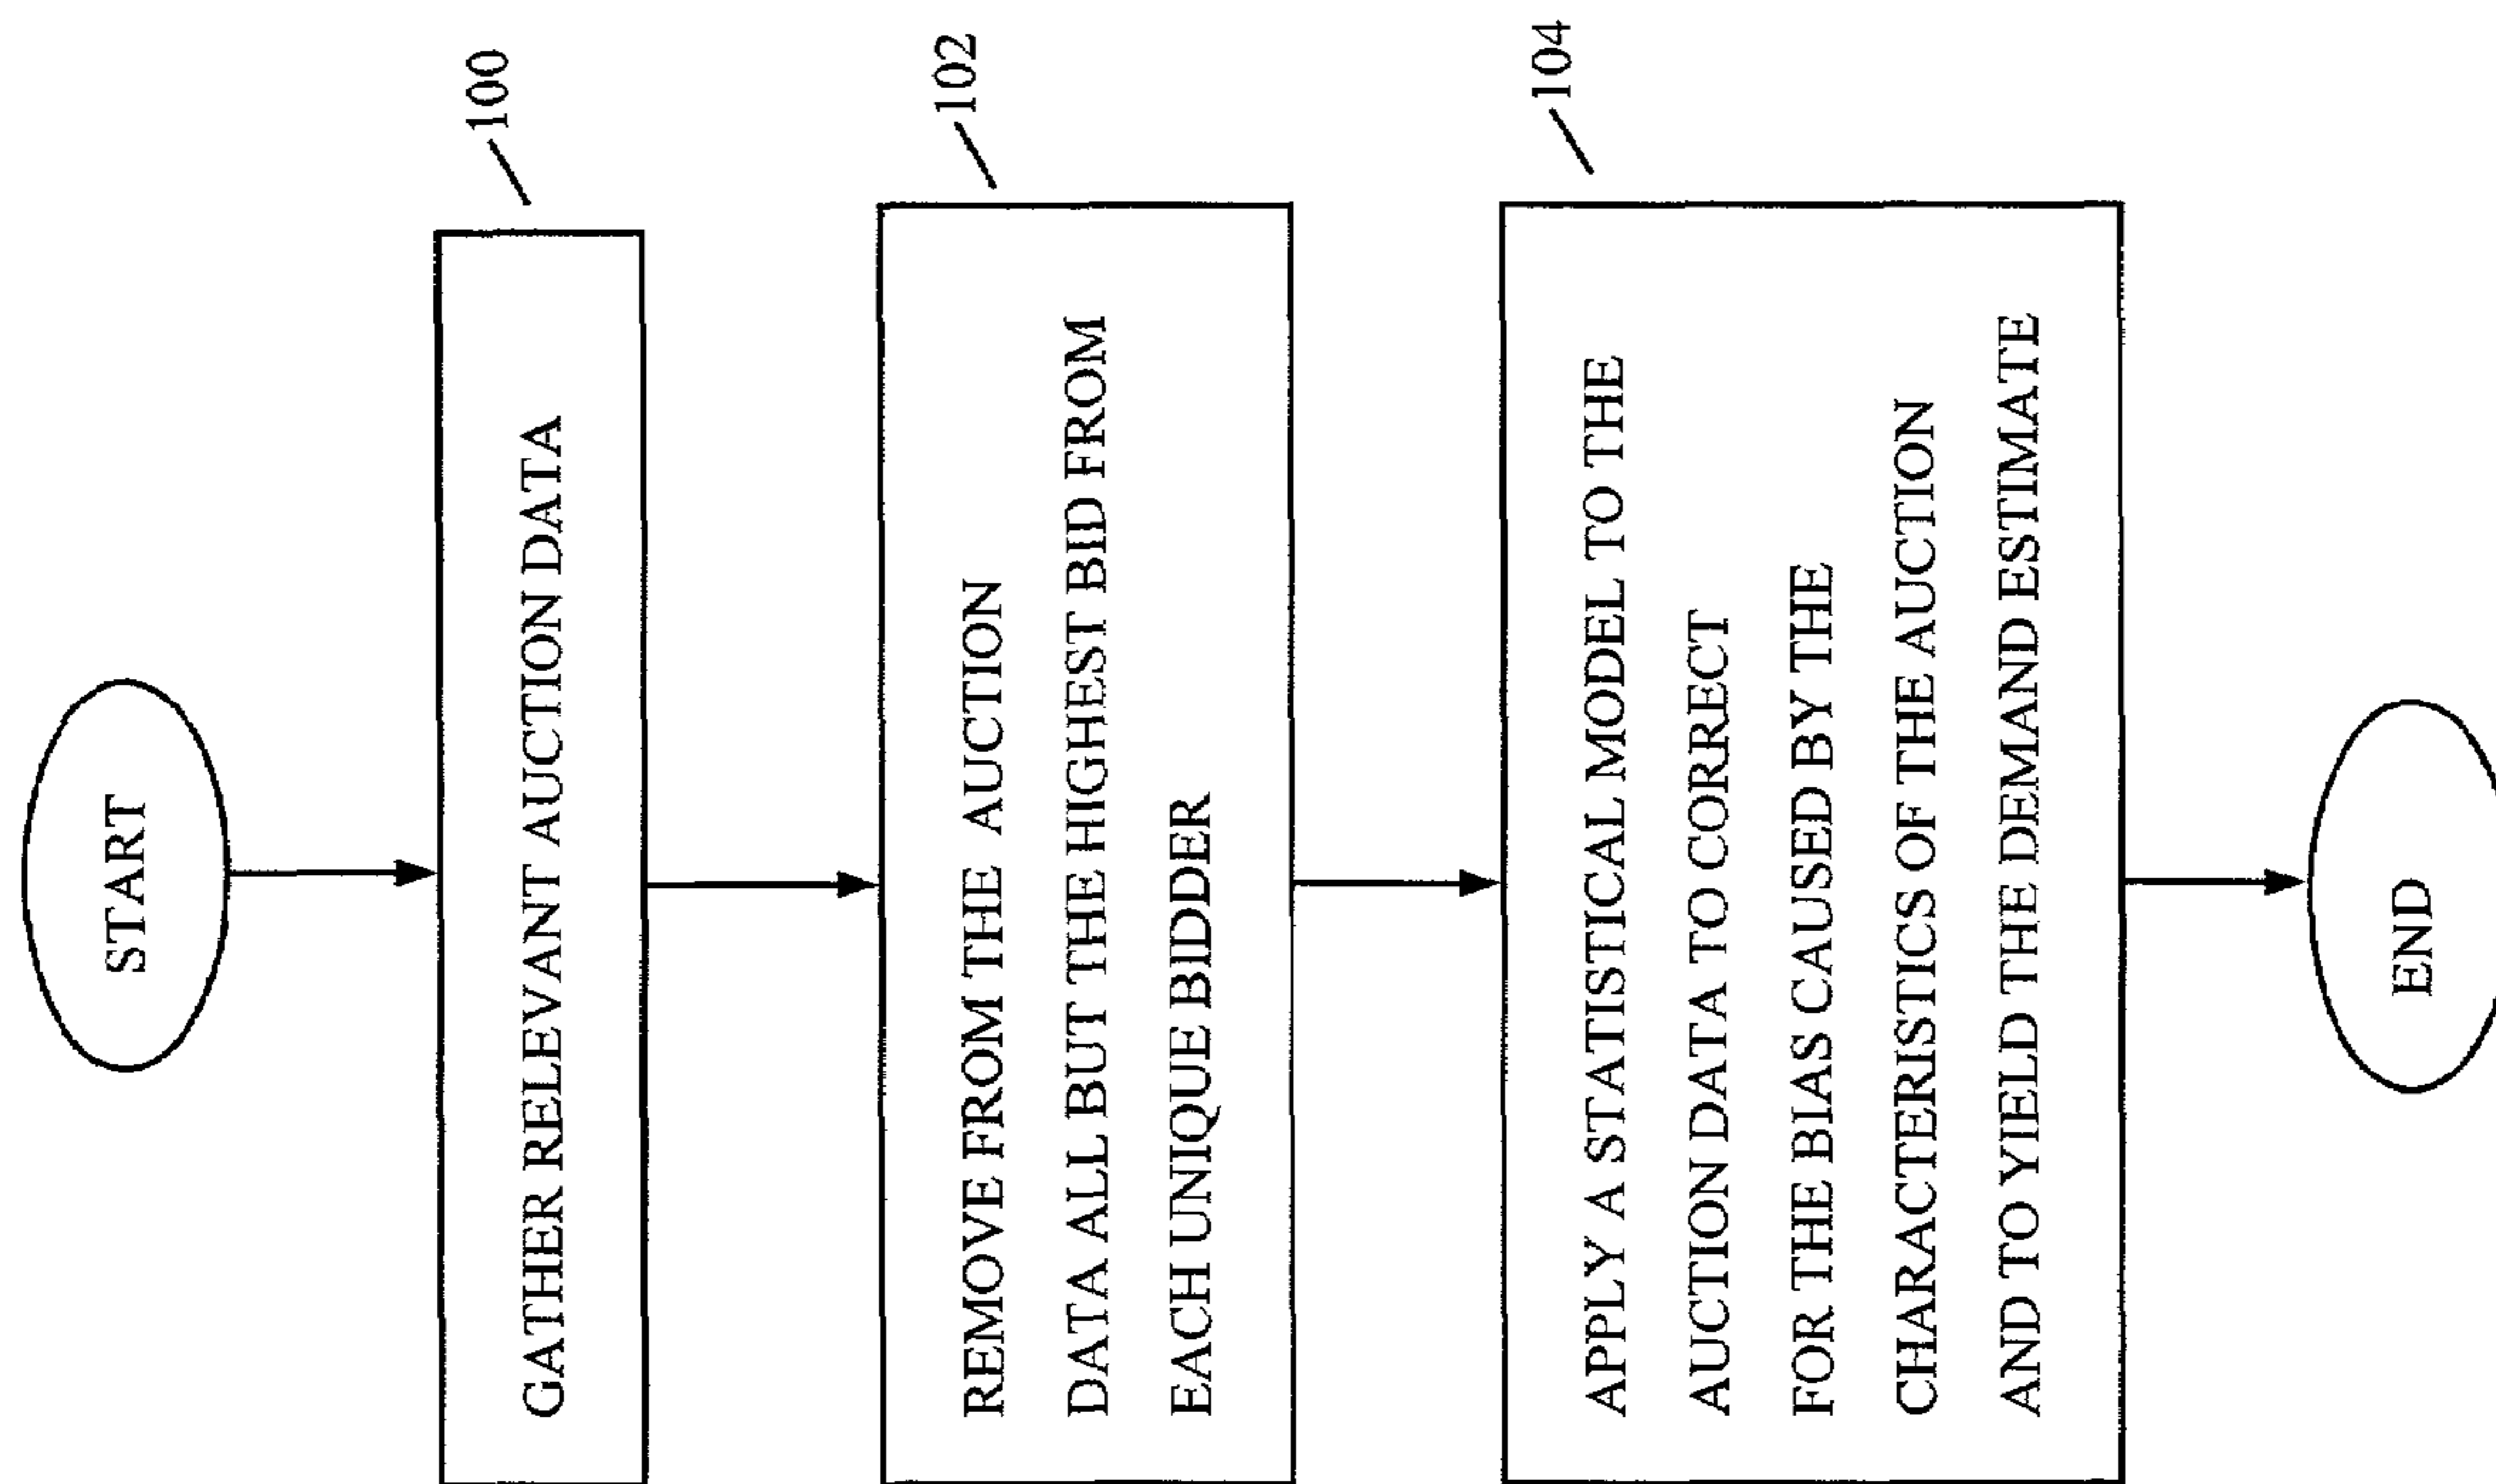 START
100
GATHER RELEVANT AUCTION DATA
102
REMOVE FROM THE AUCTION
DATA ALL BUT THE HIGHEST BID FROM
EACH UNIQUE BIDDER
104
APPLY A STATISTICAL MODEL TO THE
AUCTION DATA TO CORRECT
FOR THE BIAS CAUSED BY THE
CHARACTERISTICS OF THE AUCTION
AND TO YIELD THE DEMAND ESTIMATE
END